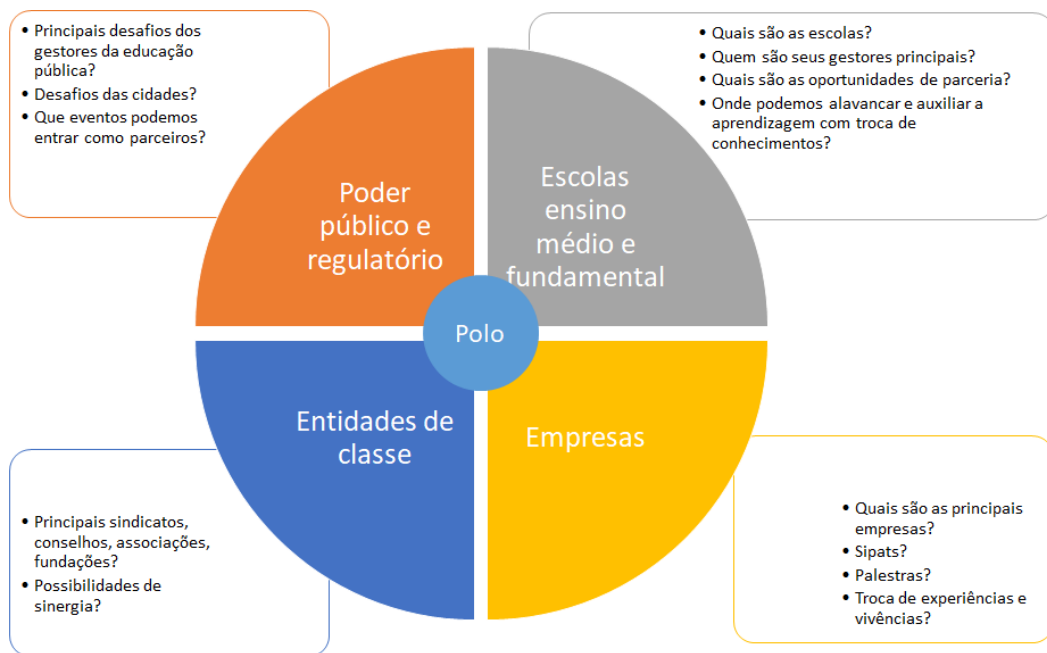 • Principais desafios dos
gestores da educação
pública?
• Desafios das cidades?
• Que eventos podemos
entrar como parceiros?
• Quais são as escolas?
• Quem são seus gestores principais?
• Quais são as oportunidades de parceria?
• Onde podemos alavancar e auxiliar a
aprendizagem com troca de
conhecimentos?
Poder
público e
regulatório
Escolas
ensino
médio e
fundamental
Polo
Entidades de
classe
Empresas
• Principais sindicatos,
conselhos, associações,
fundações?
• Possibilidades de
sinergia?
• Quais são as principais
empresas?
• Sipats?
• Palestras?
• Troca de experiências e
vivências?